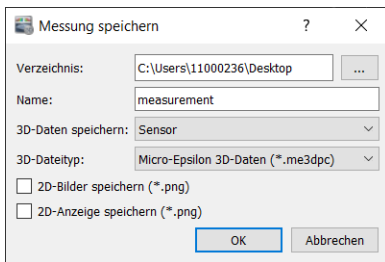 Messung speichern ? ×
Verzeichnis: C:\Users\11000236\Desktop ...
Name: measurement
3D-Daten speichern: Sensor
3D-Dateityp: Micro-Epsilon 3D-Daten (*.me3dpc)
2D-Bilder speichern (*.png)
2D-Anzeige speichern (*.png)
OK Abbrechen